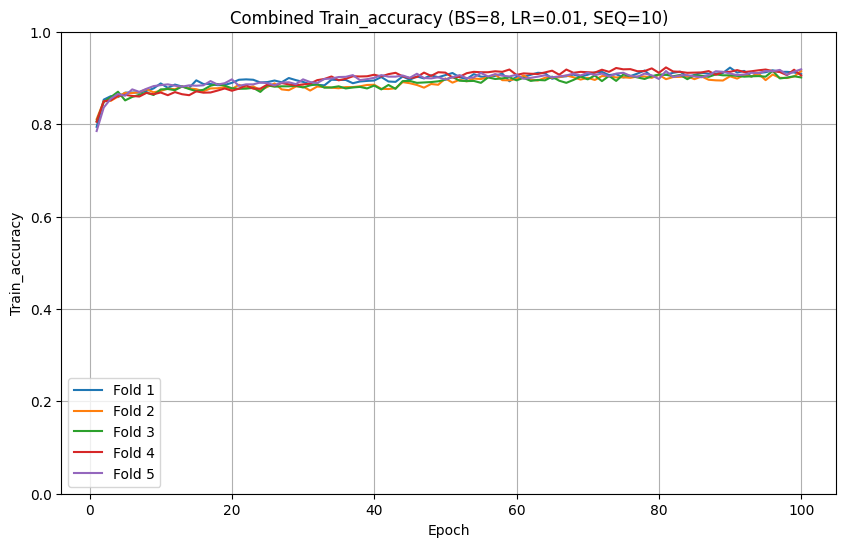 Combined Train_accuracy (BS=8, LR=0.01, SEQ=10)
Train_accuracy
1.0
0.8
0.6
0.4
0.2
0.0
Fold 1
Fold 2
Fold 3
Fold 4
Fold 5
0 20 40 60 80 100
Epoch